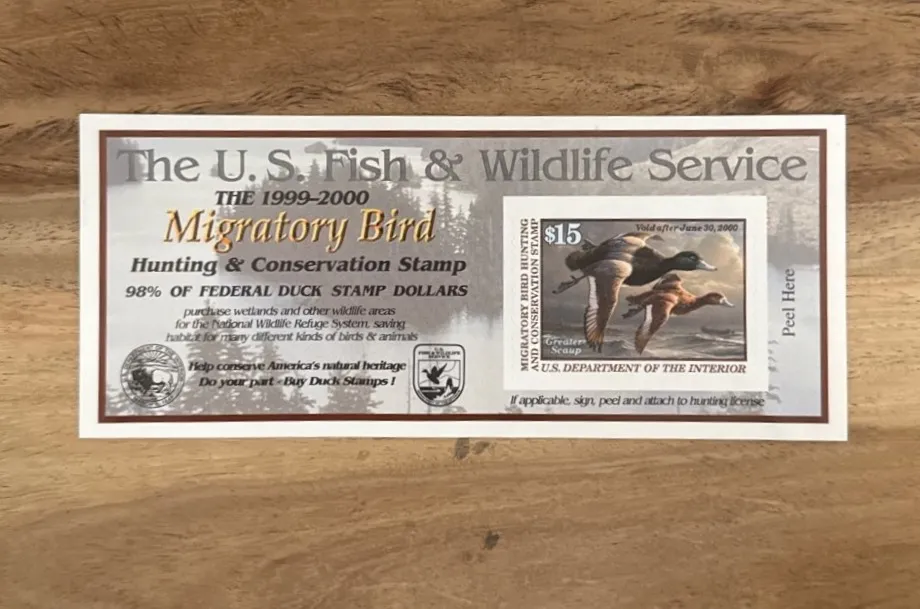 The U. S. Fish & Wildlife Service
THE 1999–2000
Migratory Bird
Hunting & Conservation Stamp
98% OF FEDERAL DUCK STAMP DOLLARS
purchase wetlands and other wildlife areas
for the National Wildlife Refuge System, saving
habitat for many different kinds of birds & animals
Help conserve America's natural heritage
Do your part - Buy Duck Stamps !
U.S.
FISH & WILDLIFE
SERVICE
MIGRATORY BIRD HUNTING
AND CONSERVATION STAMP
$15
Void after June 30, 2000
Greater
Scaup
U.S. DEPARTMENT OF THE INTERIOR
Peel Here
If applicable, sign, peel and attach to hunting license